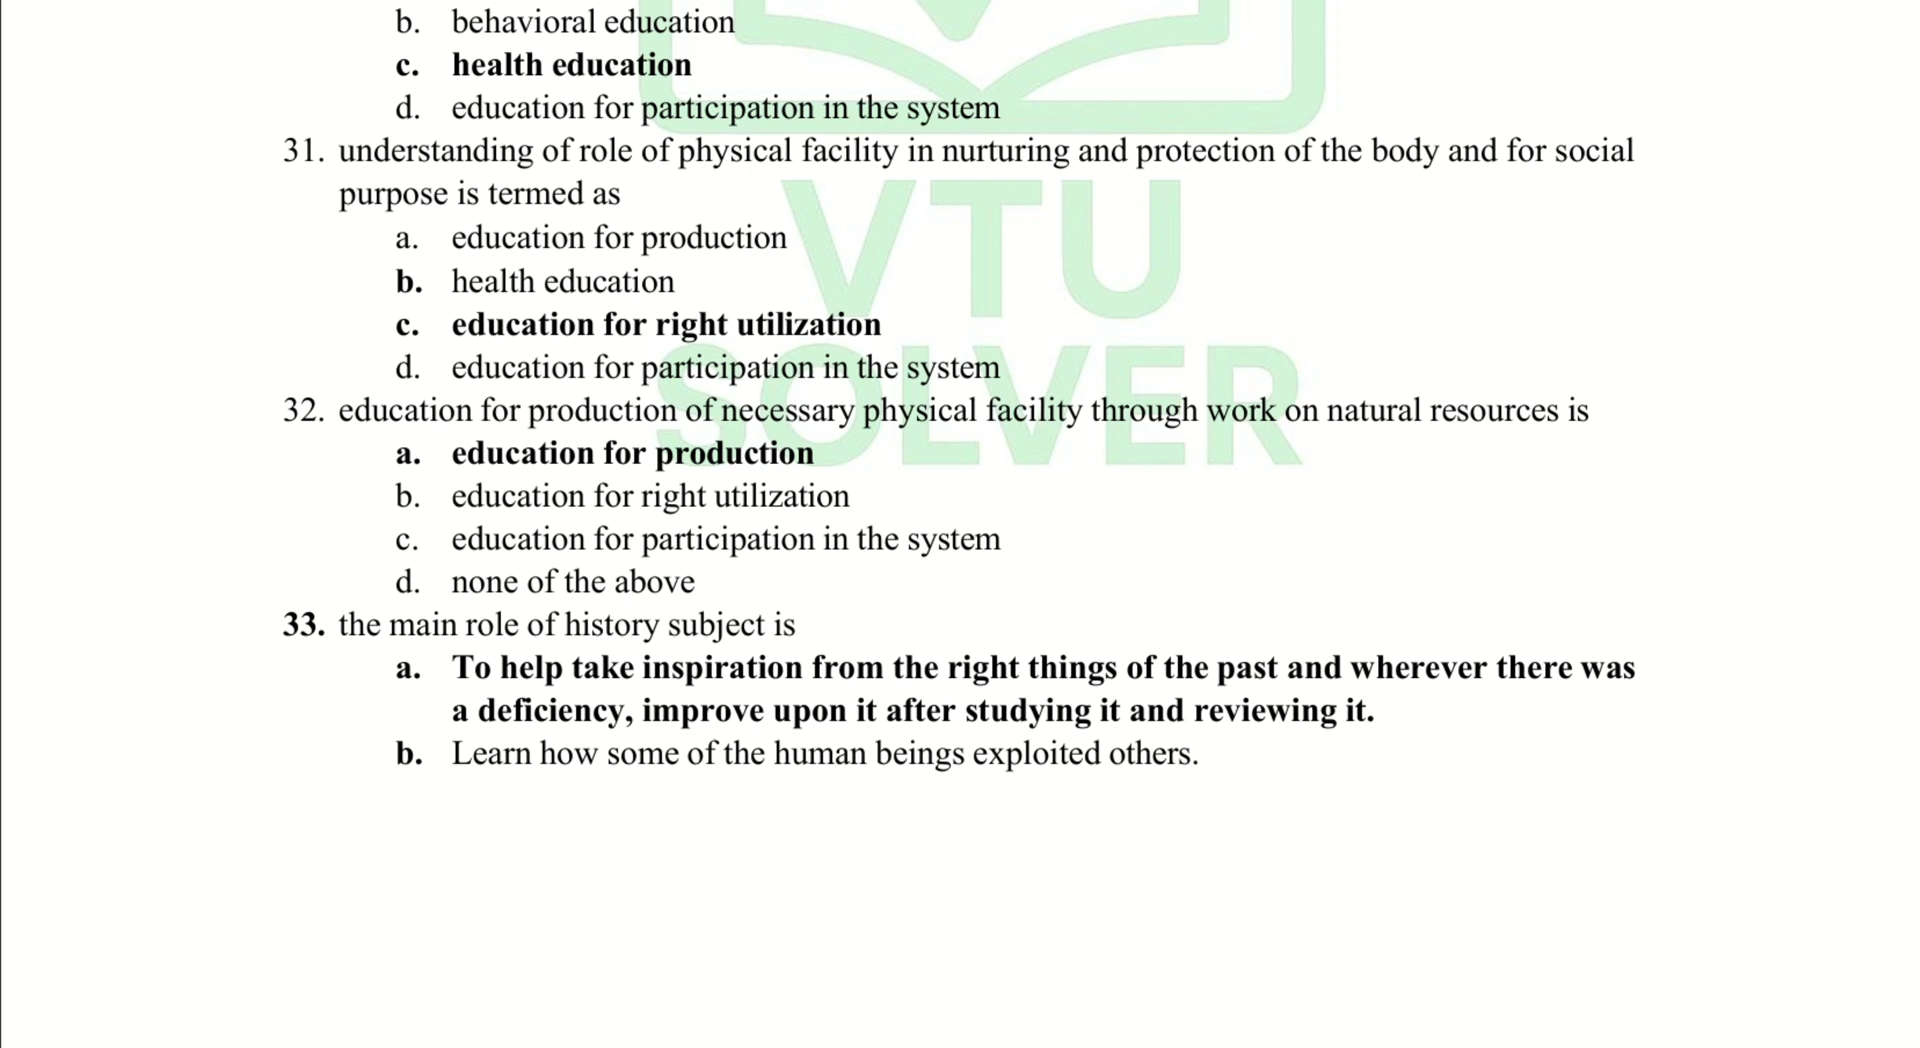 b. behavioral education
c. health education
d. education for participation in the system
31. understanding of role of physical facility in nurturing and protection of the body and for social
purpose is termed as
a. education for production
b. health education
c. education for right utilization
d. education for participation in the system
32. education for production of necessary physical facility through work on natural resources is
a. education for production
b. education for right utilization
c. education for participation in the system
d. none of the above
33. the main role of history subject is
a. To help take inspiration from the right things of the past and wherever there was
a deficiency, improve upon it after studying it and reviewing it.
b. Learn how some of the human beings exploited others.
VTU
SOLVER